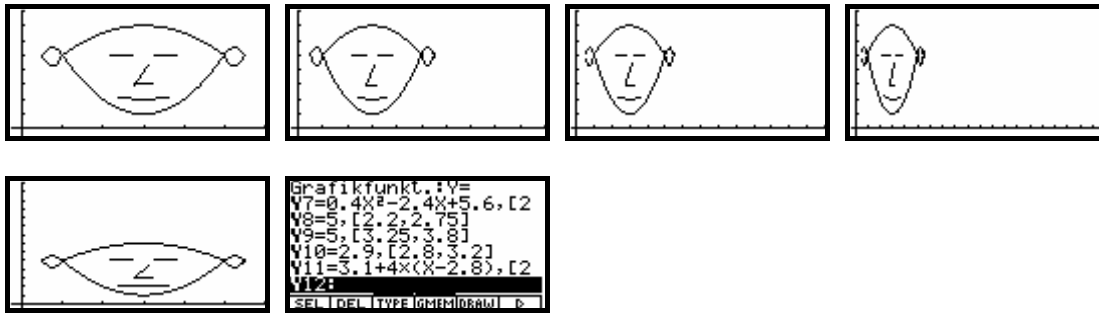 Grafikfunkt.:Y=
Y7=0.4X²-2.4X+5.6,[2
Y8=5,[2.2,2.75]
Y9=5,[3.25,3.8]
Y10=2.9,[2.8,3.2]
Y11=3.1+4×(X-2.8),[2
Y12:
SEL DEL TYPE GMEM DRAW ▷